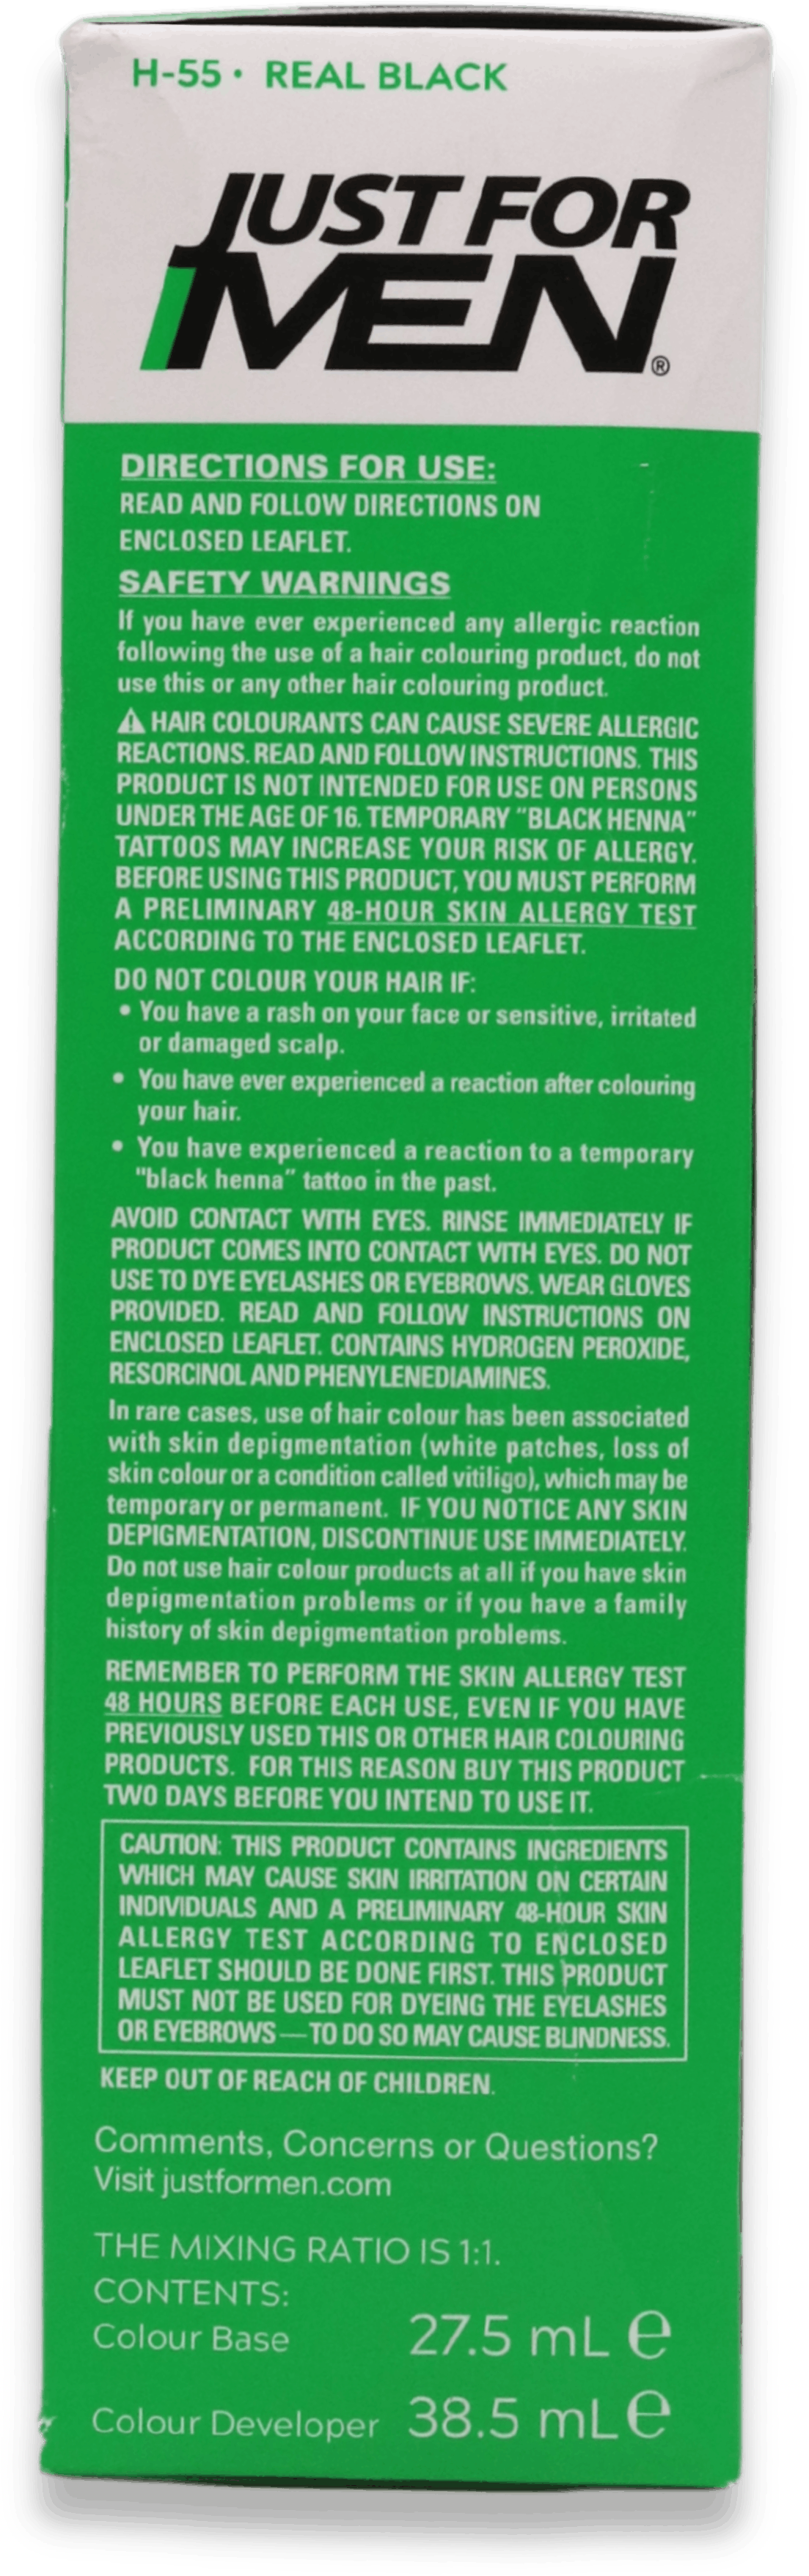 H-55 • REAL BLACK
JUST FOR
MEN®
DIRECTIONS FOR USE:
READ AND FOLLOW DIRECTIONS ON
ENCLOSED LEAFLET.
SAFETY WARNINGS
If you have ever experienced any allergic reaction
following the use of a hair colouring product, do not
use this or any other hair colouring product.
⚠ HAIR COLOURANTS CAN CAUSE SEVERE ALLERGIC
REACTIONS. READ AND FOLLOW INSTRUCTIONS. THIS
PRODUCT IS NOT INTENDED FOR USE ON PERSONS
UNDER THE AGE OF 16. TEMPORARY "BLACK HENNA"
TATTOOS MAY INCREASE YOUR RISK OF ALLERGY.
BEFORE USING THIS PRODUCT, YOU MUST PERFORM
A PRELIMINARY 48-HOUR SKIN ALLERGY TEST
ACCORDING TO THE ENCLOSED LEAFLET.
DO NOT COLOUR YOUR HAIR IF:
• You have a rash on your face or sensitive, irritated
or damaged scalp.
• You have ever experienced a reaction after colouring
your hair.
• You have experienced a reaction to a temporary
"black henna" tattoo in the past.
AVOID CONTACT WITH EYES. RINSE IMMEDIATELY IF
PRODUCT COMES INTO CONTACT WITH EYES. DO NOT
USE TO DYE EYELASHES OR EYEBROWS. WEAR GLOVES
PROVIDED. READ AND FOLLOW INSTRUCTIONS ON
ENCLOSED LEAFLET. CONTAINS HYDROGEN PEROXIDE,
RESORCINOL AND PHENYLENEDIAMINES.
In rare cases, use of hair colour has been associated
with skin depigmentation (white patches, loss of
skin colour or a condition called vitiligo), which may be
temporary or permanent. IF YOU NOTICE ANY SKIN
DEPIGMENTATION, DISCONTINUE USE IMMEDIATELY.
Do not use hair colour products at all if you have skin
depigmentation problems or if you have a family
history of skin depigmentation problems.
REMEMBER TO PERFORM THE SKIN ALLERGY TEST
48 HOURS BEFORE EACH USE, EVEN IF YOU HAVE
PREVIOUSLY USED THIS OR OTHER HAIR COLOURING
PRODUCTS. FOR THIS REASON BUY THIS PRODUCT
TWO DAYS BEFORE YOU INTEND TO USE IT.
CAUTION: THIS PRODUCT CONTAINS INGREDIENTS
WHICH MAY CAUSE SKIN IRRITATION ON CERTAIN
INDIVIDUALS AND A PRELIMINARY 48-HOUR SKIN
ALLERGY TEST ACCORDING TO ENCLOSED
LEAFLET SHOULD BE DONE FIRST. THIS PRODUCT
MUST NOT BE USED FOR DYEING THE EYELASHES
OR EYEBROWS — TO DO SO MAY CAUSE BLINDNESS.
KEEP OUT OF REACH OF CHILDREN.
Comments, Concerns or Questions?
Visit justformen.com
THE MIXING RATIO IS 1:1.
CONTENTS:
Colour Base 27.5 mL e
Colour Developer 38.5 mL e